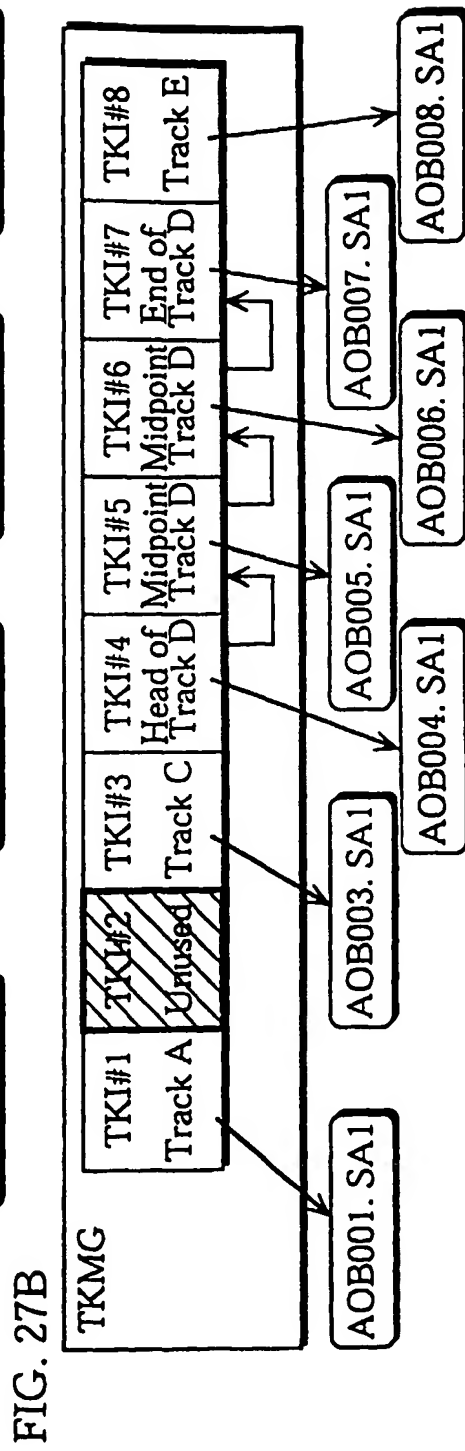 FIG. 27B
TKMG
TKI#1
Track A
TKI#2
Unused
TKI#3
Track C
TKI#4
Head of
Track D
TKI#5
Midpoint
Track D
TKI#6
Midpoint
Track D
TKI#7
End of
Track D
TKI#8
Track E
AOB001. SA1
AOB003. SA1
AOB004. SA1
AOB005. SA1
AOB006. SA1
AOB007. SA1
AOB008. SA1